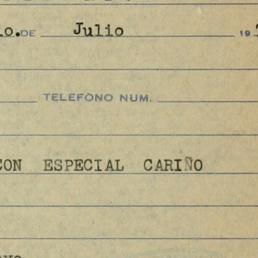 DE Julio 19
TELEFONO NUM.
CON ESPECIAL CARIÑO